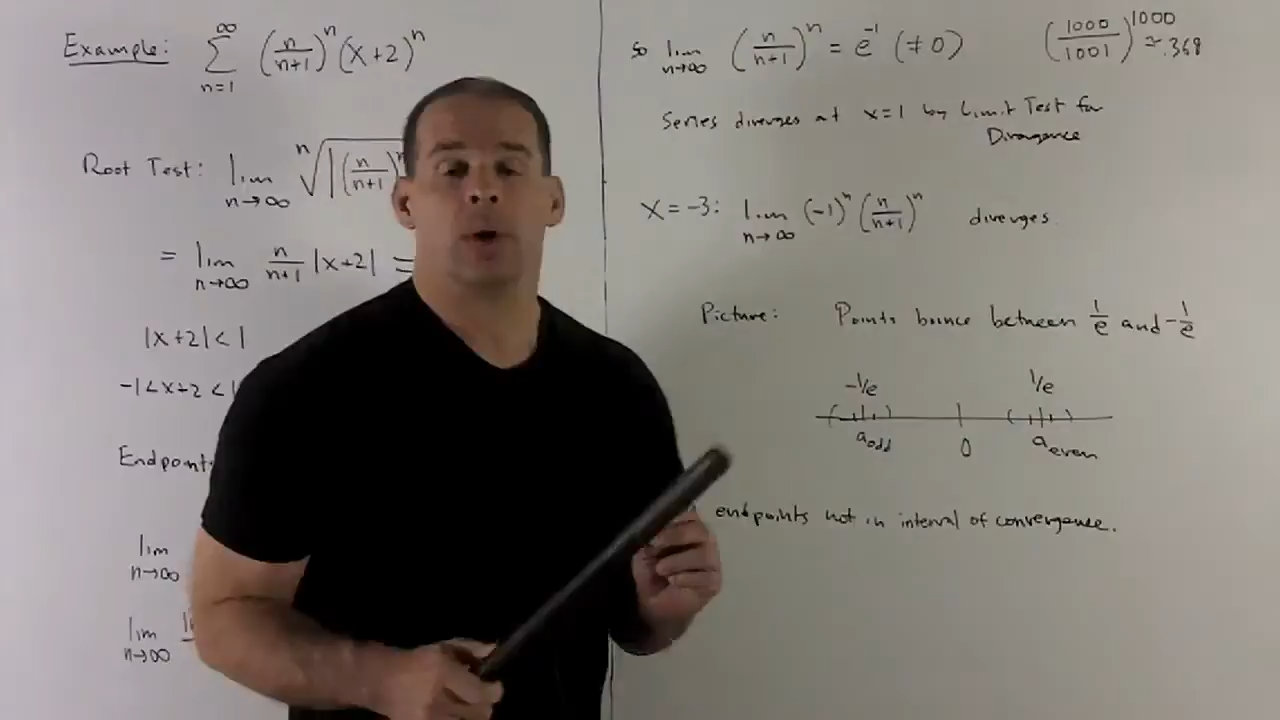 Example: ∑_{n=1}^{∞} (n/(n+1))^n (x+2)^n
Root Test: lim_{n→∞} ⁿ√|(n/(n+1))^n
= lim_{n→∞} n/(n+1) |x+2| =
|x+2| < 1
-1 < x+2 < 1
Endpoint
lim_{n→∞}
lim_{n→∞}
so lim_{n→∞} (n/(n+1))^n = e^{-1} (≠0) (1000/1001)^{1000} ≈ .368
Series diverges at x=1 by Limit Test for
Divergence
x = -3: lim_{n→∞} (-1)^n (n/(n+1))^n diverges.
Picture: Points bounce between 1/e and -1/e
-1/e 1/e
a_odd 0 a_even
endpoints not in interval of convergence.